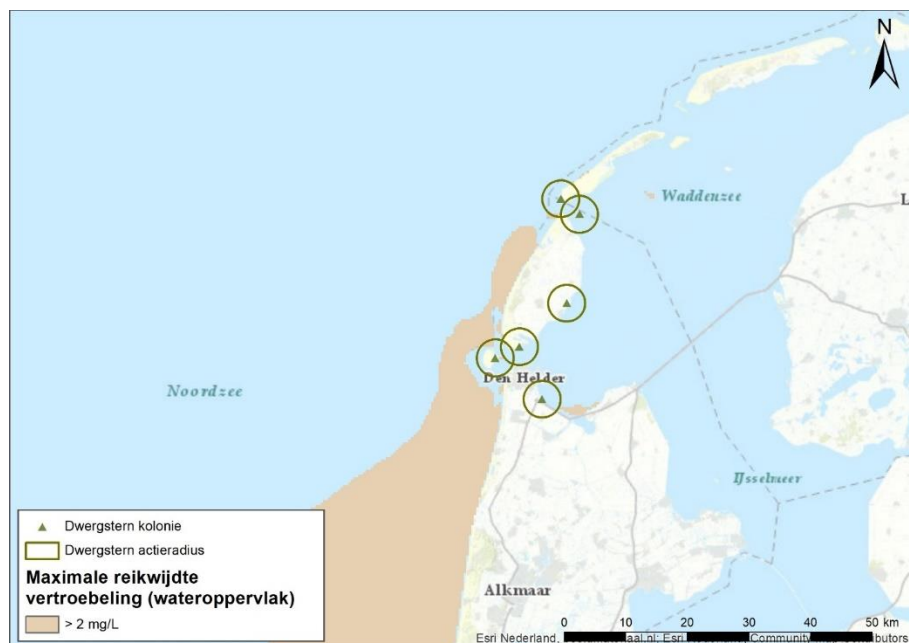 N
Waddenzee
L
Den Helder
Noordzee
IJsselmeer
Alkmaar
Dwergstern kolonie
Dwergstern actieradius
Maximale reikwijdte
vertroebeling (wateroppervlak)
> 2 mg/L
0 10 20 30 40 50 km
Esri Nederland, Community